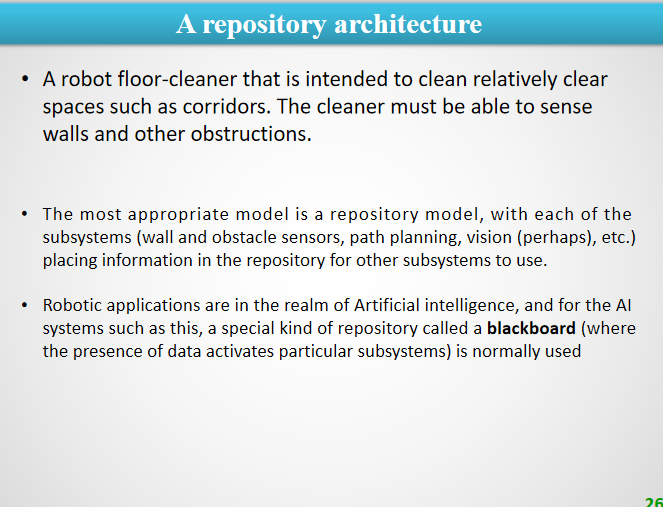 A repository architecture
• A robot floor-cleaner that is intended to clean relatively clear
spaces such as corridors. The cleaner must be able to sense
walls and other obstructions.
• The most appropriate model is a repository model, with each of the
subsystems (wall and obstacle sensors, path planning, vision (perhaps), etc.)
placing information in the repository for other subsystems to use.
• Robotic applications are in the realm of Artificial intelligence, and for the AI
systems such as this, a special kind of repository called a blackboard (where
the presence of data activates particular subsystems) is normally used
26